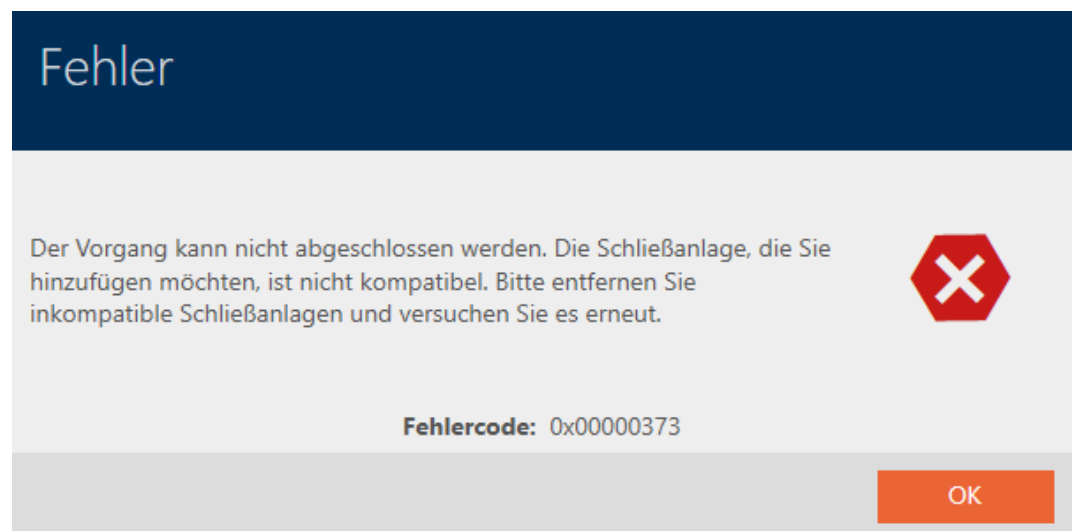 Fehler
Der Vorgang kann nicht abgeschlossen werden. Die Schließanlage, die Sie
hinzufügen möchten, ist nicht kompatibel. Bitte entfernen Sie
inkompatible Schließanlagen und versuchen Sie es erneut.
Fehlercode: 0x00000373
OK